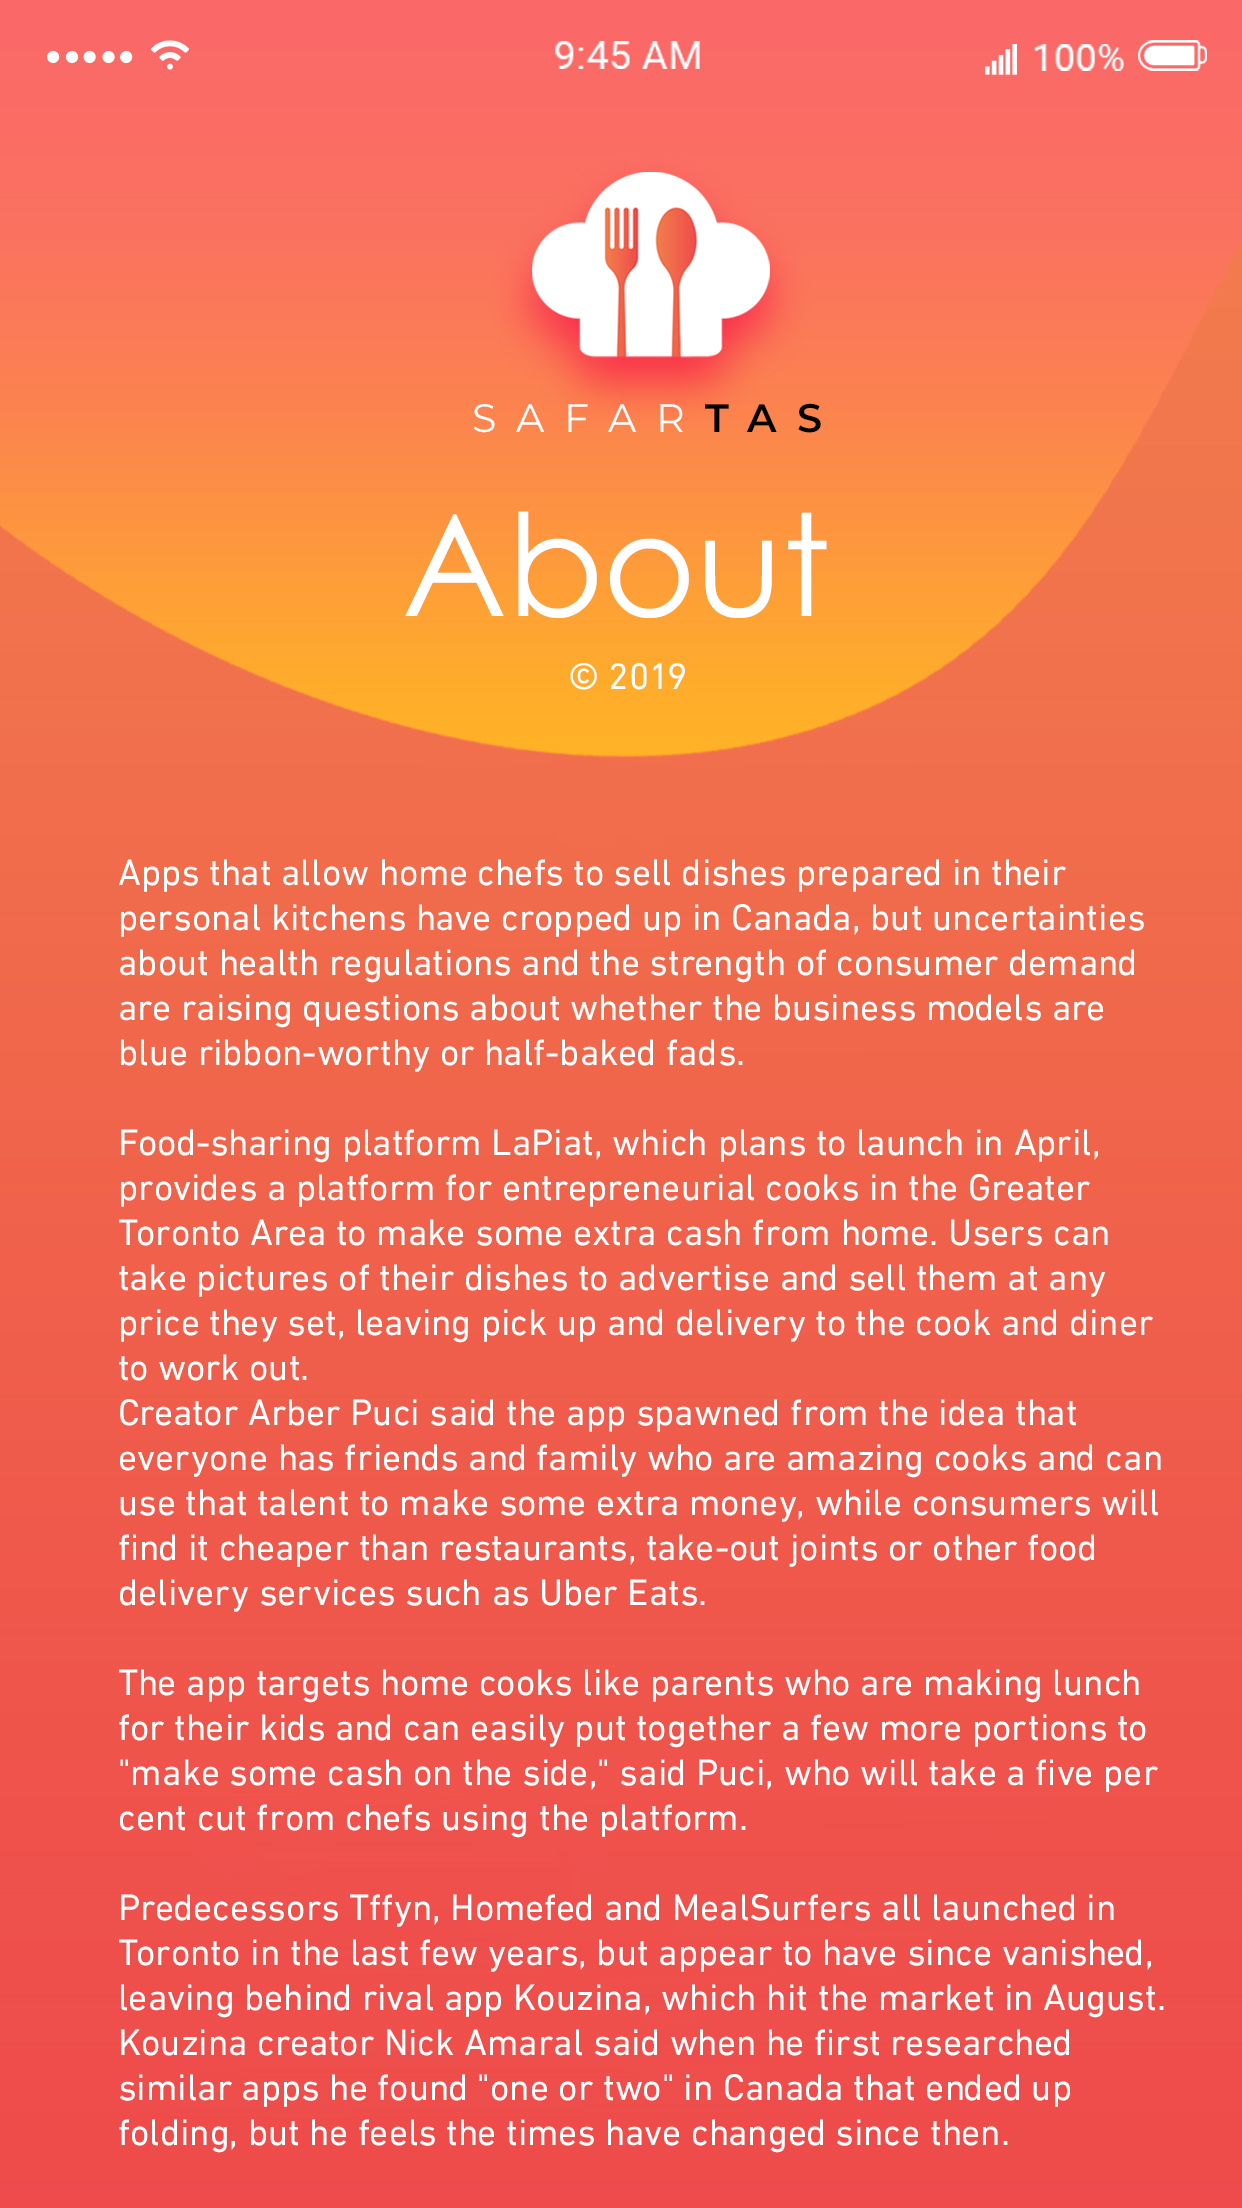 9:45 AM
100%
SAFARTAS
About
© 2019
Apps that allow home chefs to sell dishes prepared in their
personal kitchens have cropped up in Canada, but uncertainties
about health regulations and the strength of consumer demand
are raising questions about whether the business models are
blue ribbon-worthy or half-baked fads.
Food-sharing platform LaPiat, which plans to launch in April,
provides a platform for entrepreneurial cooks in the Greater
Toronto Area to make some extra cash from home. Users can
take pictures of their dishes to advertise and sell them at any
price they set, leaving pick up and delivery to the cook and diner
to work out.
Creator Arber Puci said the app spawned from the idea that
everyone has friends and family who are amazing cooks and can
use that talent to make some extra money, while consumers will
find it cheaper than restaurants, take-out joints or other food
delivery services such as Uber Eats.
The app targets home cooks like parents who are making lunch
for their kids and can easily put together a few more portions to
"make some cash on the side," said Puci, who will take a five per
cent cut from chefs using the platform.
Predecessors Tffyn, Homefed and MealSurfers all launched in
Toronto in the last few years, but appear to have since vanished,
leaving behind rival app Kouzina, which hit the market in August.
Kouzina creator Nick Amaral said when he first researched
similar apps he found "one or two" in Canada that ended up
folding, but he feels the times have changed since then.